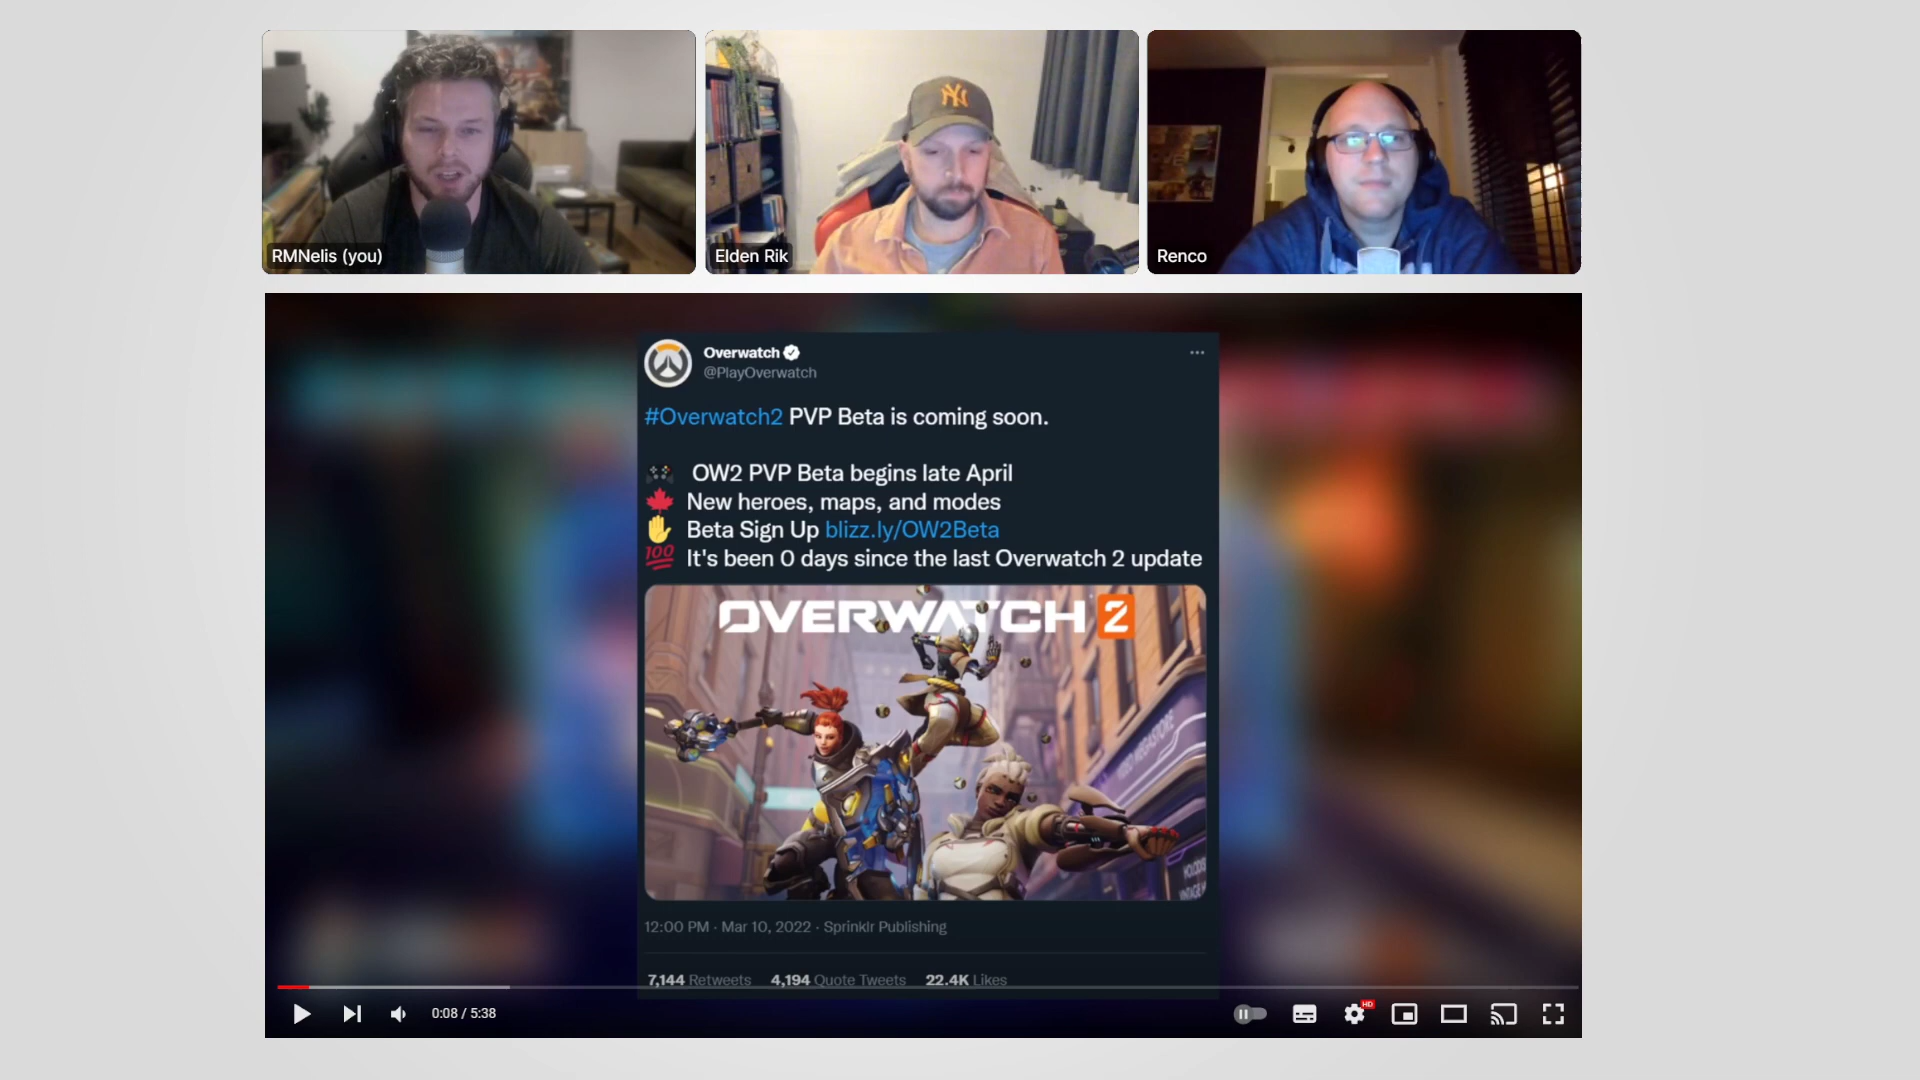 NY
RMNelis (you)
Elden Rik
Renco
Overwatch
@PlayOverwatch
#Overwatch2 PVP Beta is coming soon.
OW2 PVP Beta begins late April
New heroes, maps, and modes
Beta Sign Up blizz.ly/OW2Beta
100 It's been 0 days since the last Overwatch 2 update
OVERWATCH 2
12:00 PM · Mar 10, 2022 · Sprinklr Publishing
7,144 Retweets 4,194 Quote Tweets 22.4K Likes
0:08 / 5:38
HD